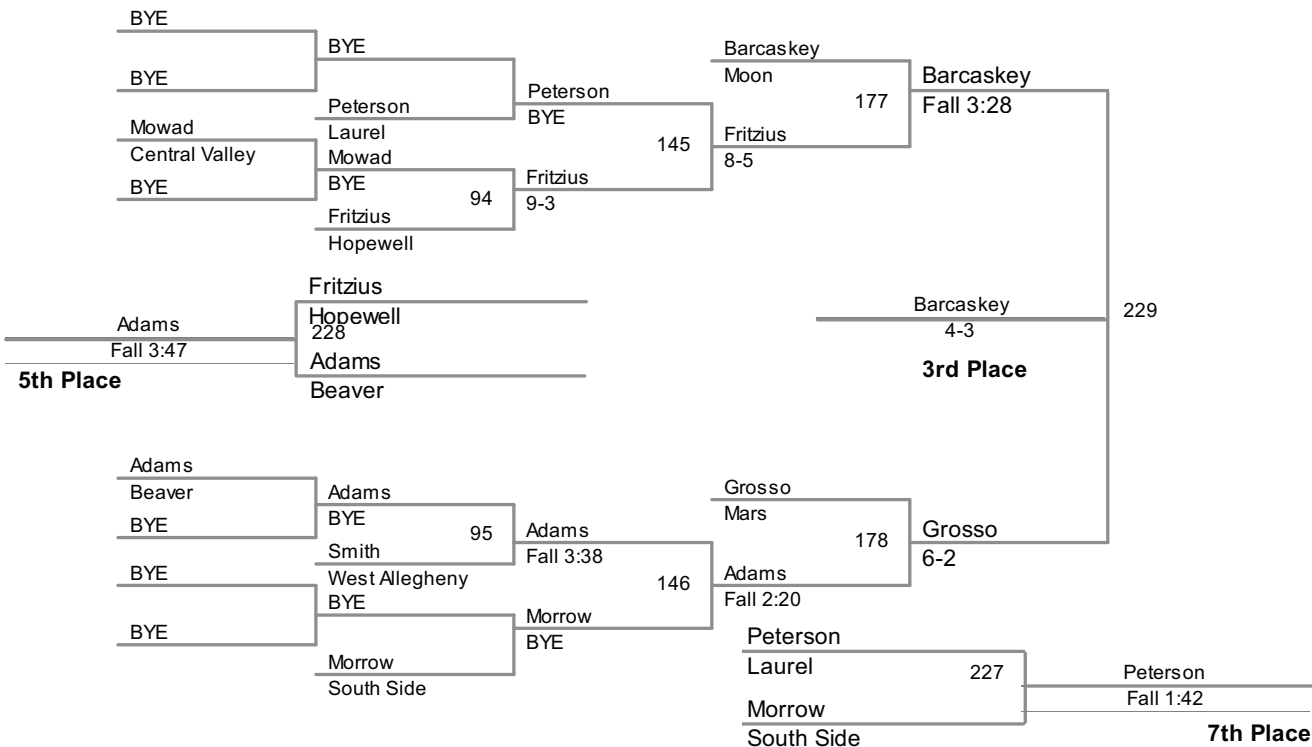 BYE
BYE
BYE
Peterson
Laurel
Mowad
Central Valley
BYE
Mowad
BYE
94
Fritzius
Hopewell
Peterson
BYE
145
Fritzius
9-3
Barcaskey
Moon
177
Fritzius
8-5
Barcaskey
Fall 3:28
Fritzius
Hopewell
228
Adams
Beaver
Adams
Fall 3:47
5th Place
Barcaskey
4-3
3rd Place
229
Adams
Beaver
BYE
Adams
BYE
95
Smith
West Allegheny
BYE
BYE
BYE
Morrow
South Side
Adams
Fall 3:38
146
Morrow
BYE
Grosso
Mars
178
Adams
Fall 2:20
Grosso
6-2
Peterson
Laurel
227
Morrow
South Side
Peterson
Fall 1:42
7th Place